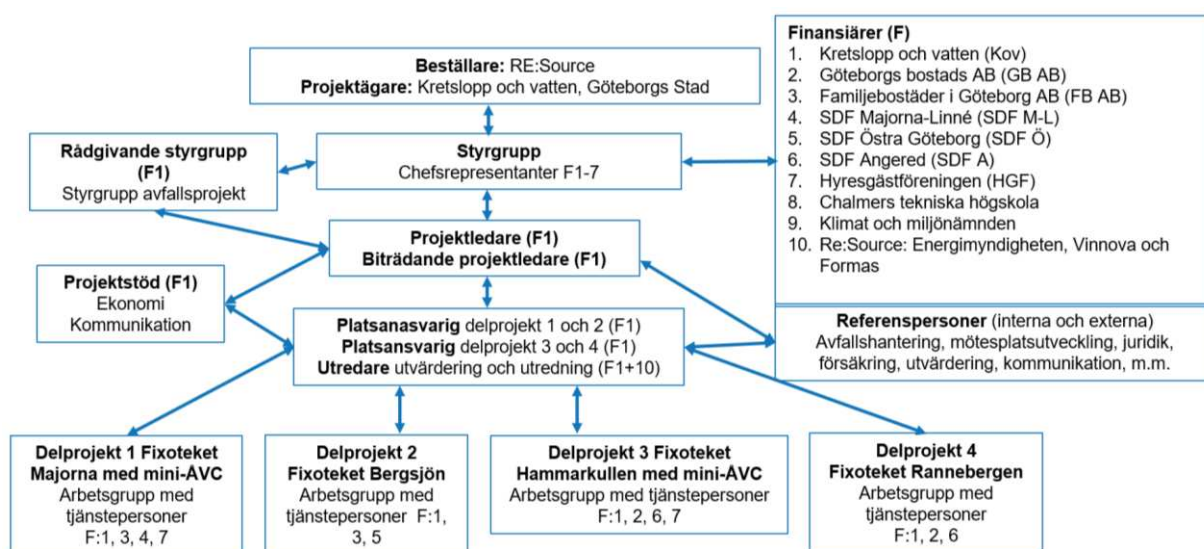 Beställare: RE:Source
Projektägare: Kretslopp och vatten, Göteborgs Stad
Finansiärer (F)
1. Kretslopp och vatten (Kov)
2. Göteborgs bostads AB (GB AB)
3. Familjebostäder i Göteborg AB (FB AB)
4. SDF Majorna-Linné (SDF M-L)
5. SDF Östra Göteborg (SDF Ö)
6. SDF Angered (SDF A)
7. Hyresgästföreningen (HGF)
8. Chalmers tekniska högskola
9. Klimat och miljönämnden
10. Re:Source: Energimyndigheten, Vinnova och
Formas
Rådgivande styrgrupp
(F1)
Styrgrupp avfallsprojekt
Styrgrupp
Chefsrepresentanter F1-7
Projektledare (F1)
Biträdande projektledare (F1)
Projektstöd (F1)
Ekonomi
Kommunikation
Platsanasvarig delprojekt 1 och 2 (F1)
Platsansvarig delprojekt 3 och 4 (F1)
Utredare utvärdering och utredning (F1+10)
Referenspersoner (interna och externa)
Avfallshantering, mötesplatsutveckling, juridik,
försäkring, utvärdering, kommunikation, m.m.
Delprojekt 1 Fixoteket
Majorna med mini-ÅVC
Arbetsgrupp med
tjänstepersoner
F:1, 3, 4, 7
Delprojekt 2
Fixoteket Bergsjön
Arbetsgrupp med
tjänstepersoner F:1,
3, 5
Delprojekt 3 Fixoteket
Hammarkullen med mini-ÅVC
Arbetsgrupp med tjänstepersoner
F:1, 2, 6, 7
Delprojekt 4
Fixoteket Rannebergen
Arbetsgrupp med
tjänstepersoner
F:1, 2, 6